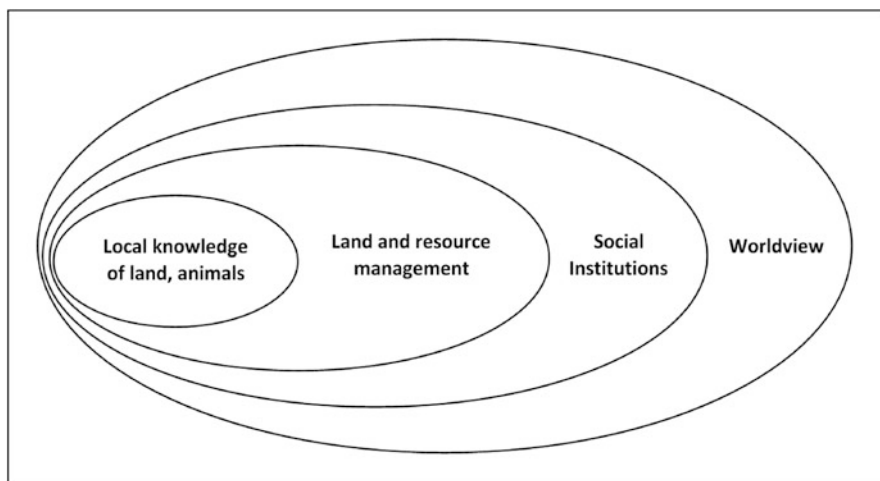 Local knowledge
of land, animals
Land and resource
management
Social
Institutions
Worldview